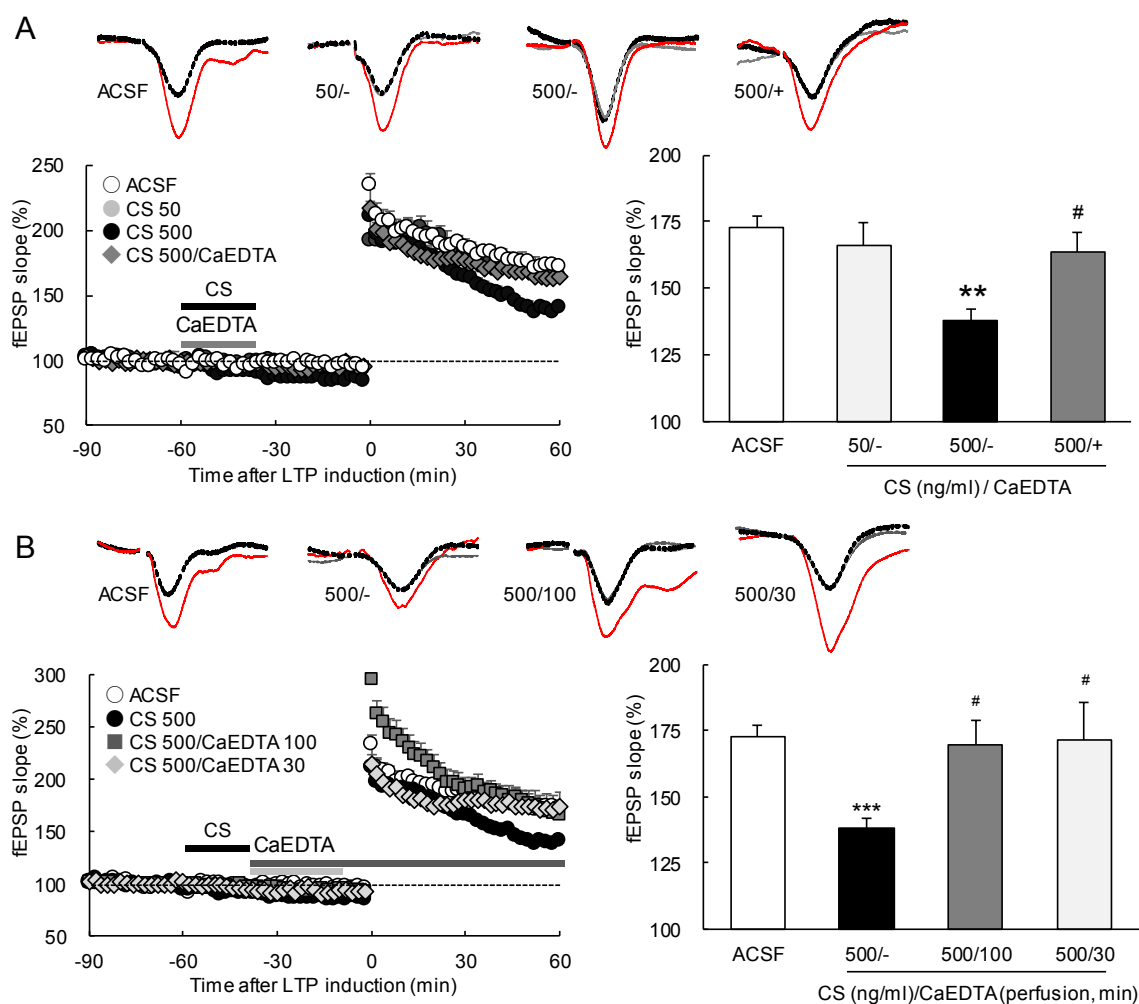 A
ACSF
50/-
500/-
500/+
250
200
150
100
50
fEPSP slope (%)
ACSF
CS 50
CS 500
CS 500/CaEDTA
CS
CaEDTA
-90 -60 -30 0 30 60
Time after LTP induction (min)
200
175
150
125
100
fEPSP slope (%)
**
#
ACSF 50/- 500/- 500/+
CS (ng/ml) / CaEDTA
B
ACSF
500/-
500/100
500/30
300
250
200
150
100
50
fEPSP slope (%)
ACSF
CS 500
CS 500/CaEDTA 100
CS 500/CaEDTA 30
CS
CaEDTA
-90 -60 -30 0 30 60
Time after LTP induction (min)
200
175
150
125
100
fEPSP slope (%)
***
#
#
ACSF 500/- 500/100 500/30
CS (ng/ml)/CaEDTA (perfusion, min)